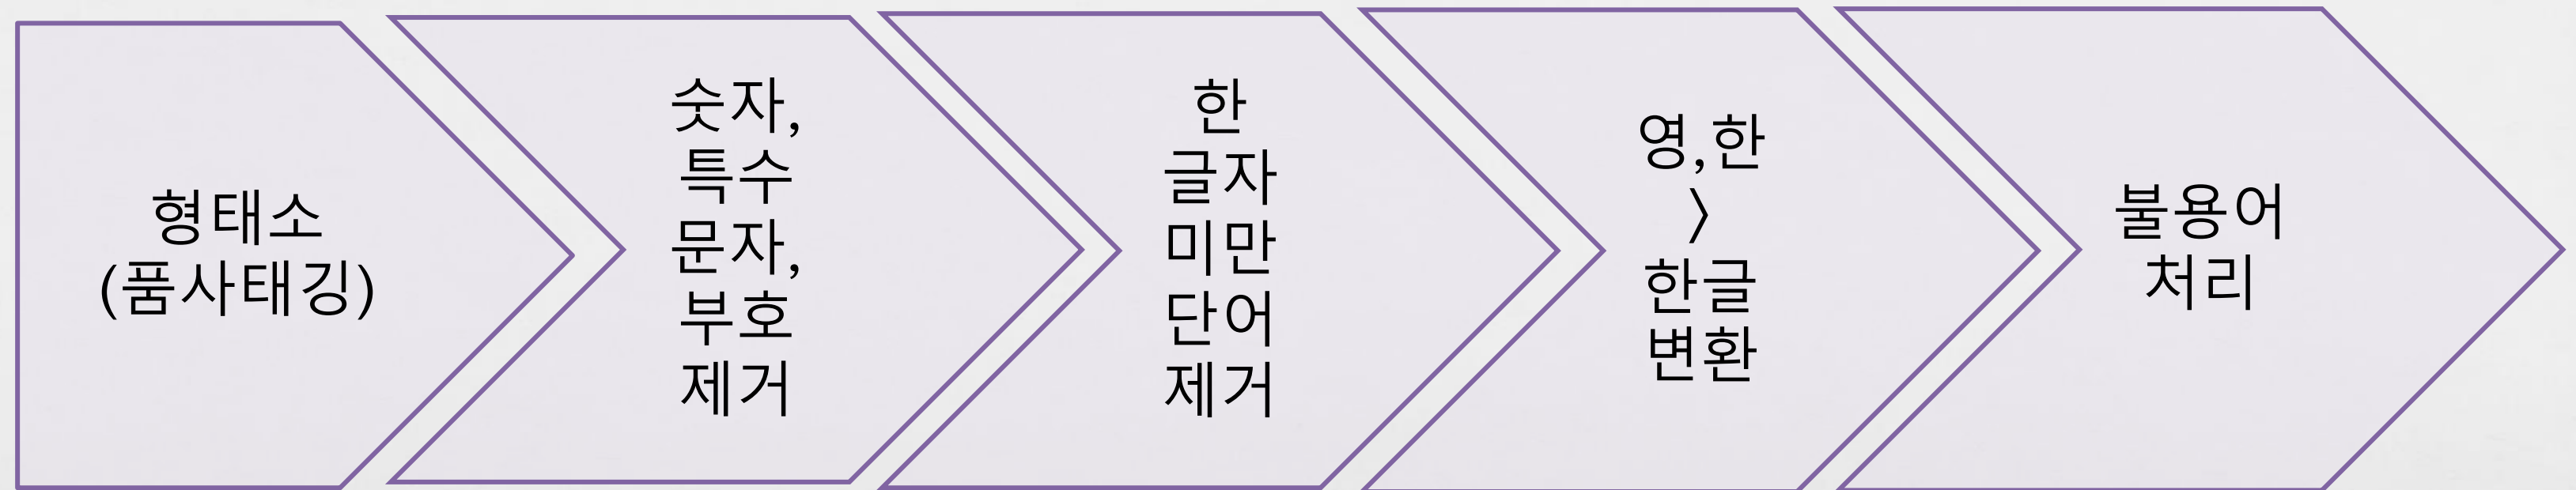 형태소
(품사태깅)
숫자,
특수
문자,
부호
제거
한
글자
미만
단어
제거
영,한
>
한글
변환
불용어
처리